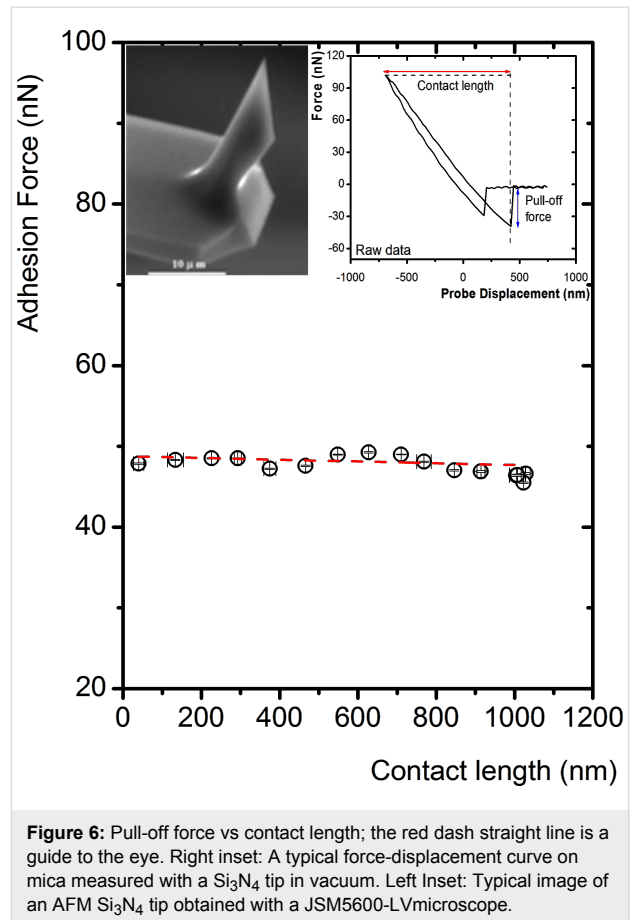 100
80
60
40
20
Adhesion Force (nN)
0
200
400
600
800
1000
1200
Contact length (nm)
10 μm
120
90
60
30
0
-30
-60
Force (nN)
Contact length
Pull-off
force
Raw data
-1000
-500
0
500
1000
Probe Displacement (nm)
Figure 6: Pull-off force vs contact length; the red dash straight line is a
guide to the eye. Right inset: A typical force-displacement curve on
mica measured with a Si₃N₄ tip in vacuum. Left Inset: Typical image of
an AFM Si₃N₄ tip obtained with a JSM5600-LVmicroscope.